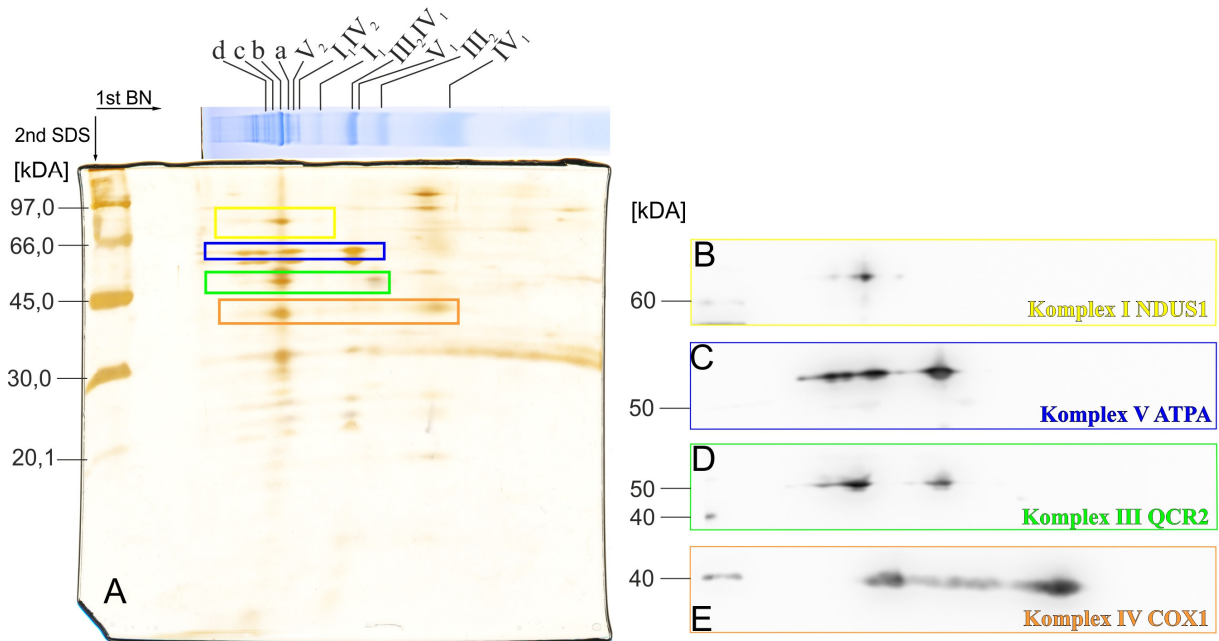 d c b a V₂ I₁IV₂ I₁ III₂IV₁ V₁ III₂ IV₁
1st BN
2nd SDS
[kDA]
97,0
66,0
45,0
30,0
20,1
A
[kDA]
B
60
Komplex I NDUS1
C
50
Komplex V ATPA
D
50
40
Komplex III QCR2
40
E
Komplex IV COX1